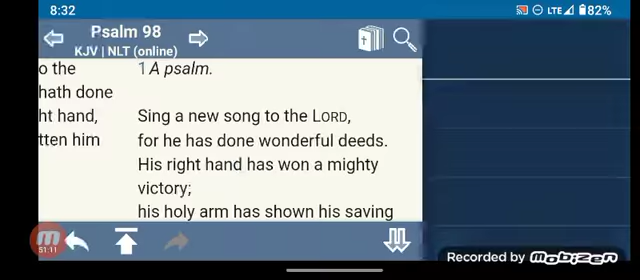 8:32
LTE 82%
Psalm 98
KJV | NLT (online)
o the
hath done
ht hand,
tten him
1 A psalm.
Sing a new song to the LORD,
for he has done wonderful deeds.
His right hand has won a mighty
victory;
his holy arm has shown his saving
51:11
Recorded by Mobizen